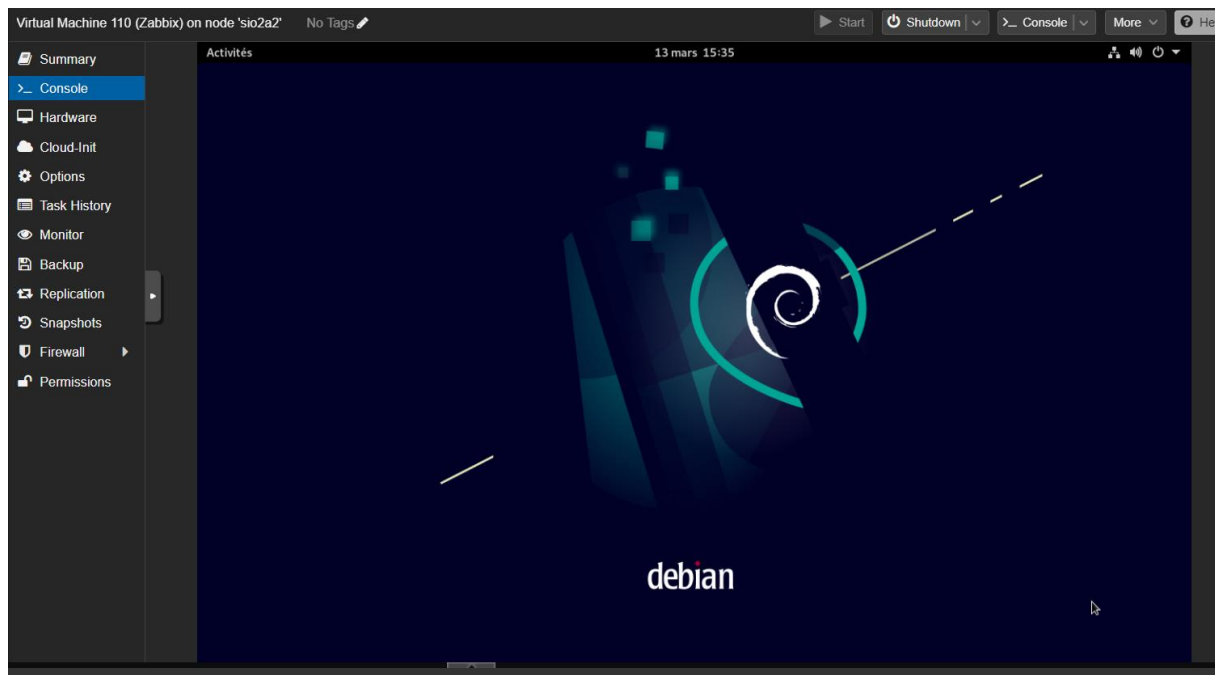 Virtual Machine 110 (Zabbix) on node 'sio2a2' No Tags Start Shutdown Console More He
Summary
Console
Hardware
Cloud-Init
Options
Task History
Monitor
Backup
Replication
Snapshots
Firewall
Permissions
Activités 13 mars 15:35
debian